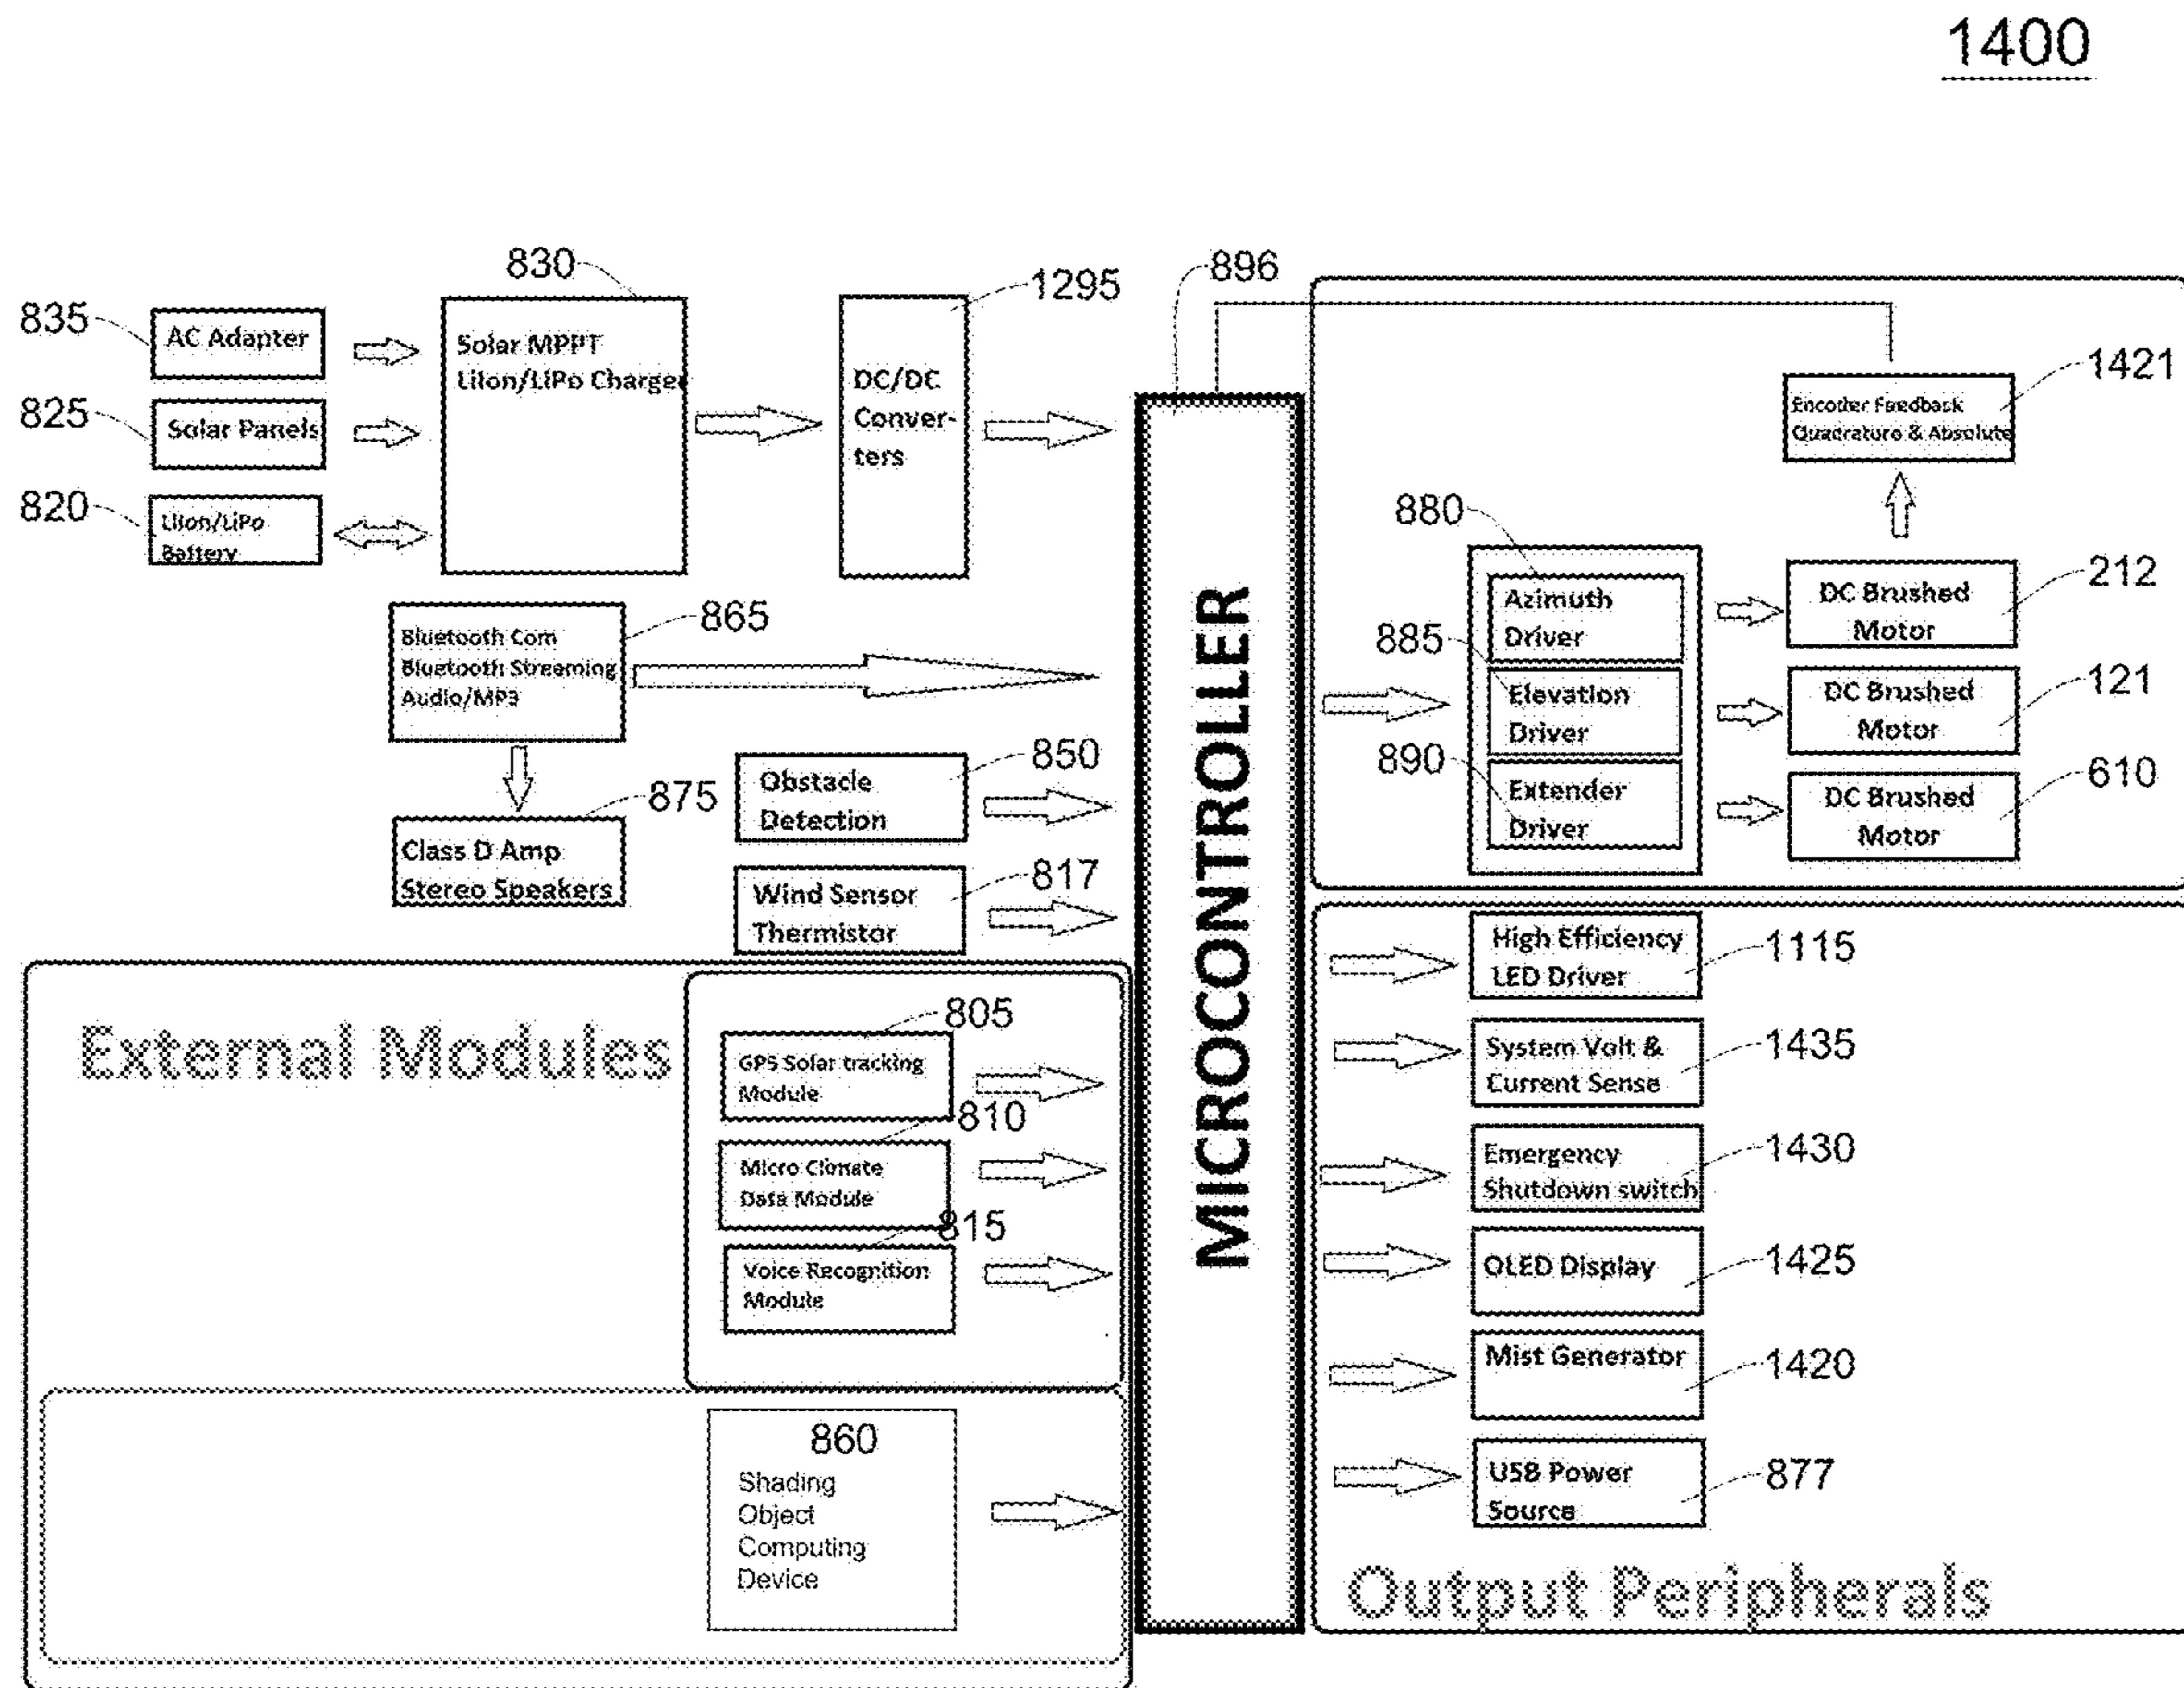 1400
830
1295
896
835
AC Adapter
Solar MPPT
LiIon/LiPo Charger
DC/DC
Conver-
ters
825
Solar Panels
820
LiIon/LiPo
Battery
865
Bluetooth Com
Bluetooth Streaming
Audio/MP3
875
Class D Amp
Stereo Speakers
850
Obstacle
Detection
817
Wind Sensor
Thermistor
External Modules
805
GPS Solar tracking
Module
810
Micro Climate
Data Module
815
Voice Recognition
Module
860
Shading
Object
Computing
Device
MICROCONTROLLER
1421
Encoder Feedback
Quadrature & Absolute
880
Azimuth
Driver
885
Elevation
Driver
890
Extender
Driver
212
DC Brushed
Motor
121
DC Brushed
Motor
610
DC Brushed
Motor
High Efficiency
LED Driver
1115
System Volt &
Current Sense
1435
Emergency
Shutdown switch
1430
OLED Display
1425
Mist Generator
1420
USB Power
Source
877
Output Peripherals